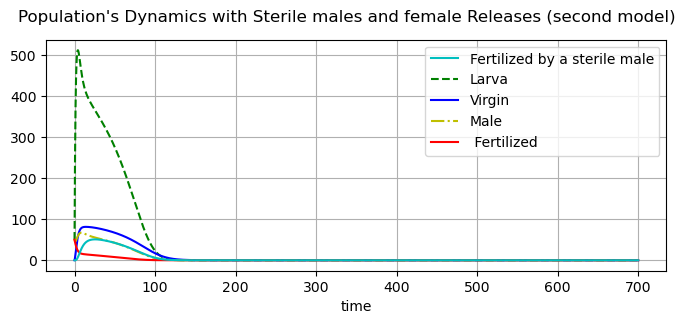 Population's Dynamics with Sterile males and female Releases (second model)
500
400
300
200
100
0
Fertilized by a sterile male
Larva
Virgin
Male
Fertilized
0 100 200 300 400 500 600 700
time